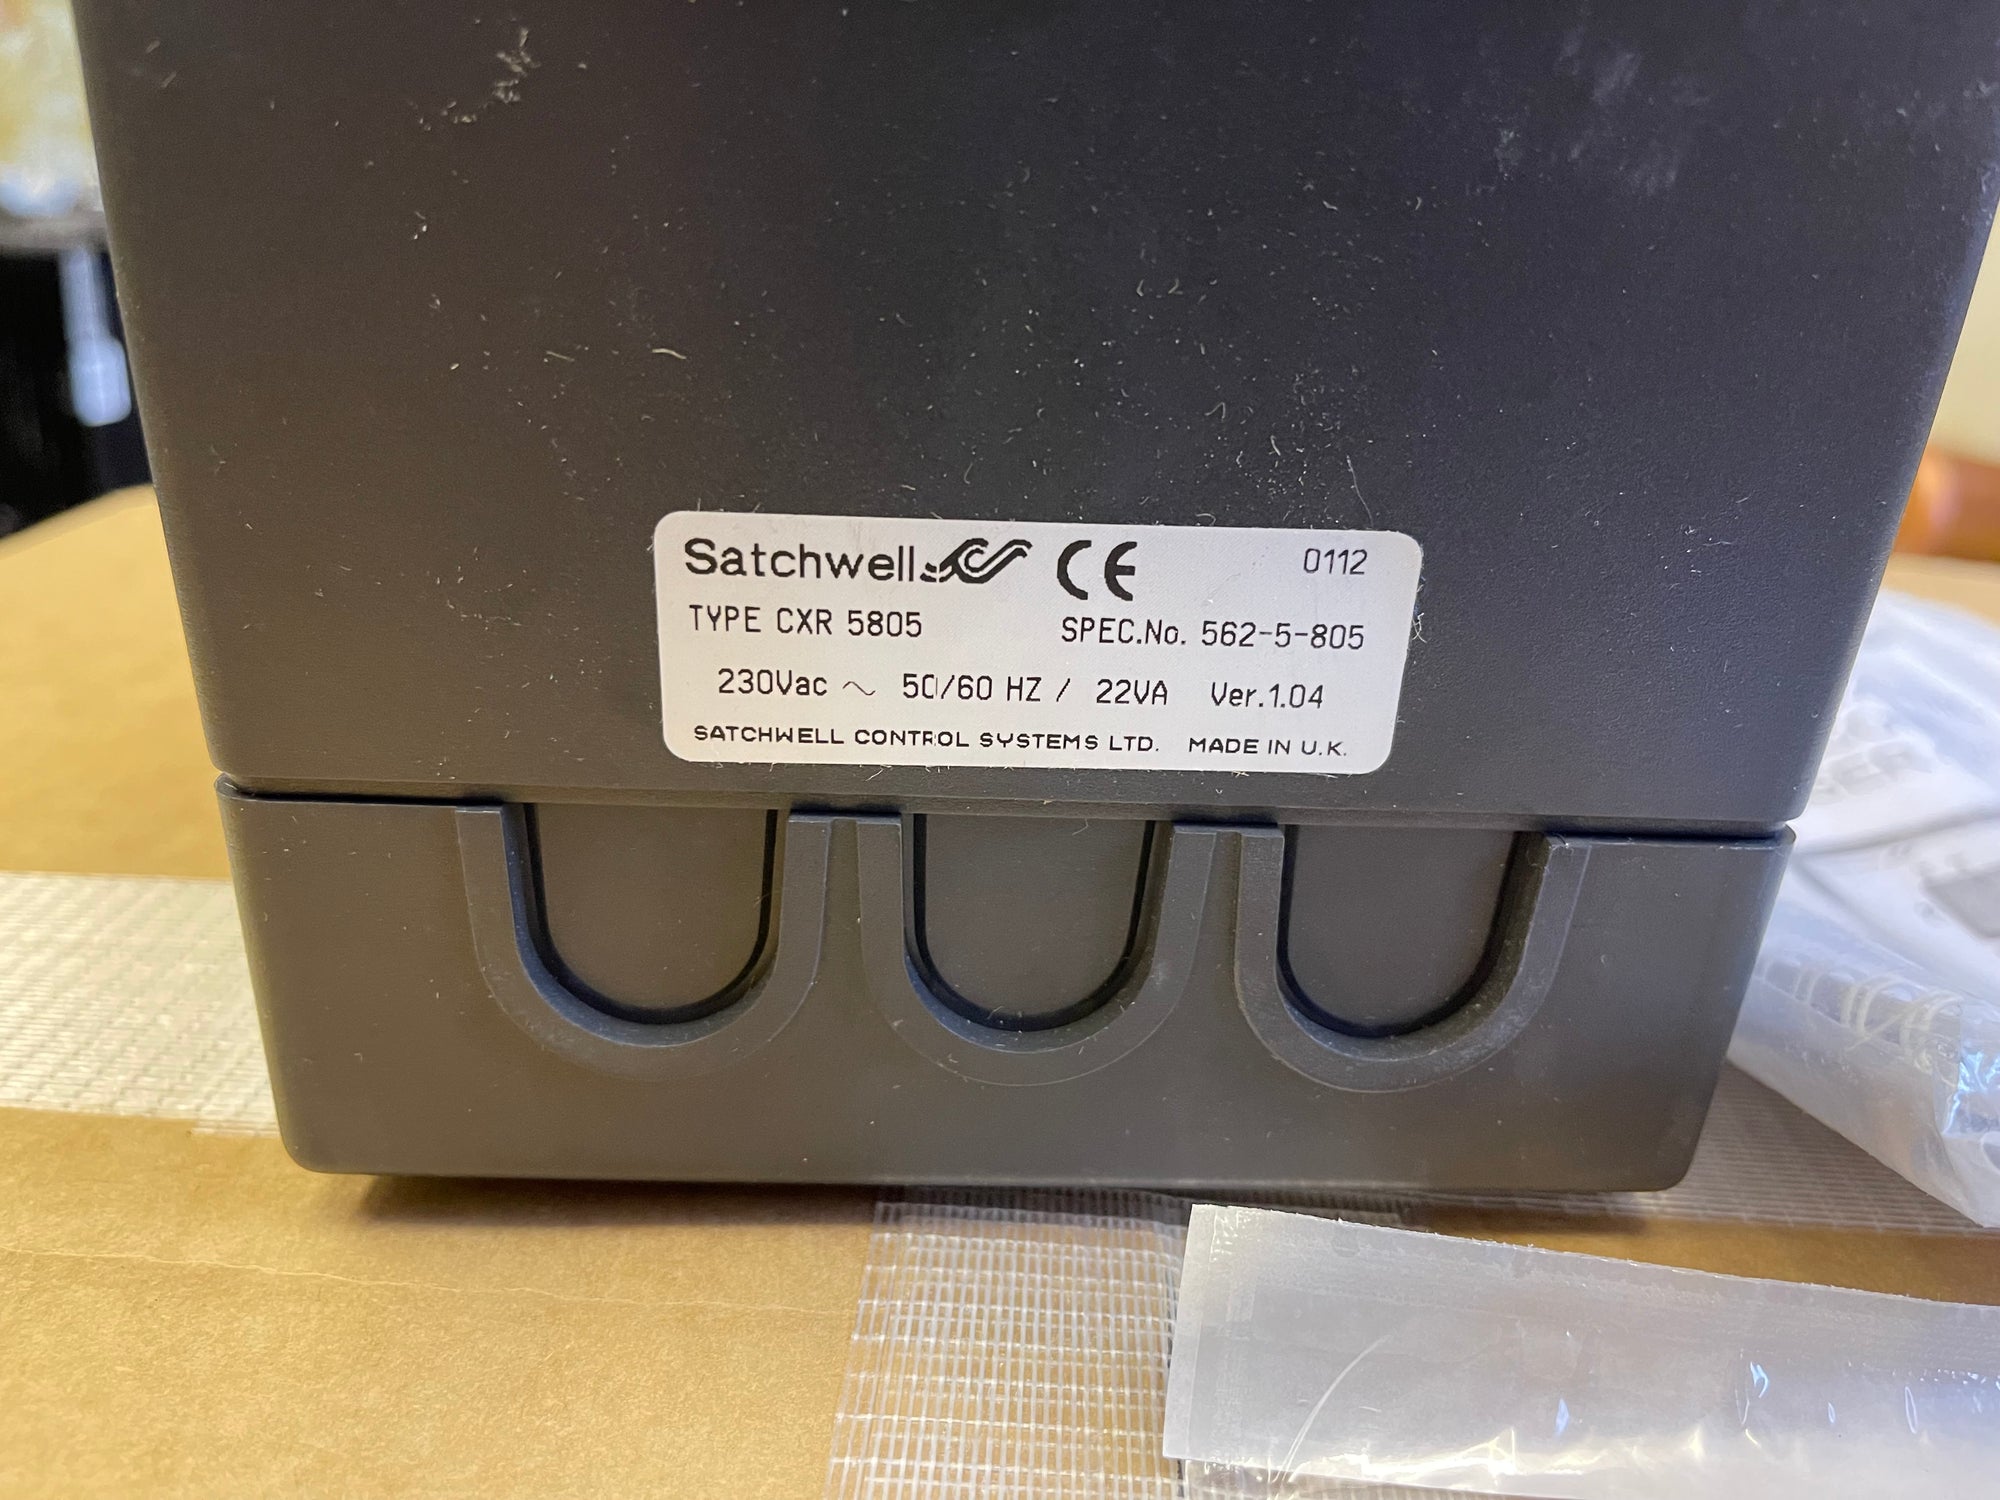 Satchwell CE 0112
TYPE CXR 5805 SPEC.No. 562-5-805
230Vac ~ 50/60 HZ / 22VA Ver.1.04
SATCHWELL CONTROL SYSTEMS LTD. MADE IN U.K.